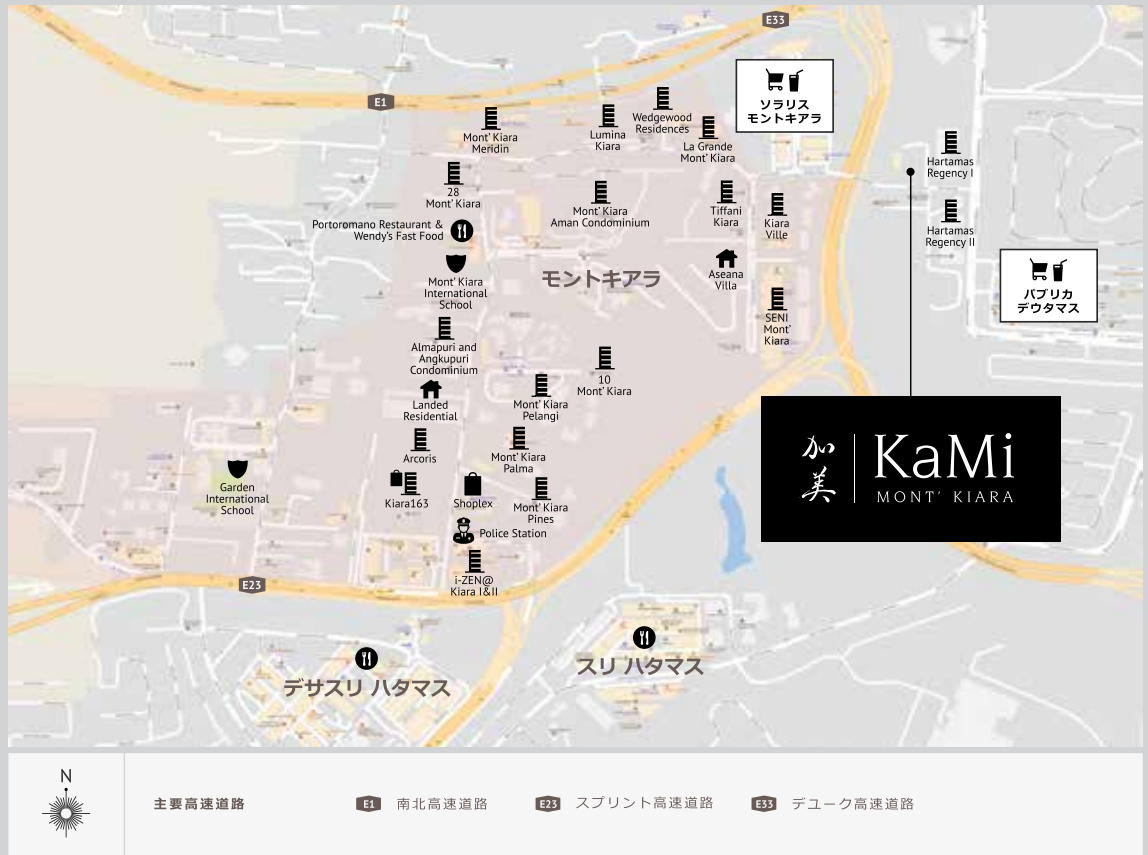 E33
E1
ソラリス
モントキアラ
Wedgewood
Residences
Mont' Kiara
Meridin
Lumina
Kiara
La Grande
Mont' Kiara
Hartamas
Regency I
28
Mont' Kiara
Mont' Kiara
Aman Condominium
Tiffani
Kiara
Kiara
Ville
Hartamas
Regency II
Portoromano Restaurant &
Wendy's Fast Food
モントキアラ
Aseana
Villa
Mont' Kiara
International
School
パブリカ
デウタマス
SENI
Mont'
Kiara
Almapuri and
Angkupuri
Condominium
10
Mont' Kiara
Landed
Residential
Mont' Kiara
Pelangi
加美
KaMi
MONT' KIARA
Arcoris
Mont' Kiara
Palma
Garden
International
School
Kiara163
Shoplex
Mont' Kiara
Pines
Police Station
i-ZEN@
Kiara I&II
E23
スリ ハタマス
デサスリ ハタマス
N
主要高速道路
E1 南北高速道路
E23 スプリント高速道路
E33 デューク高速道路